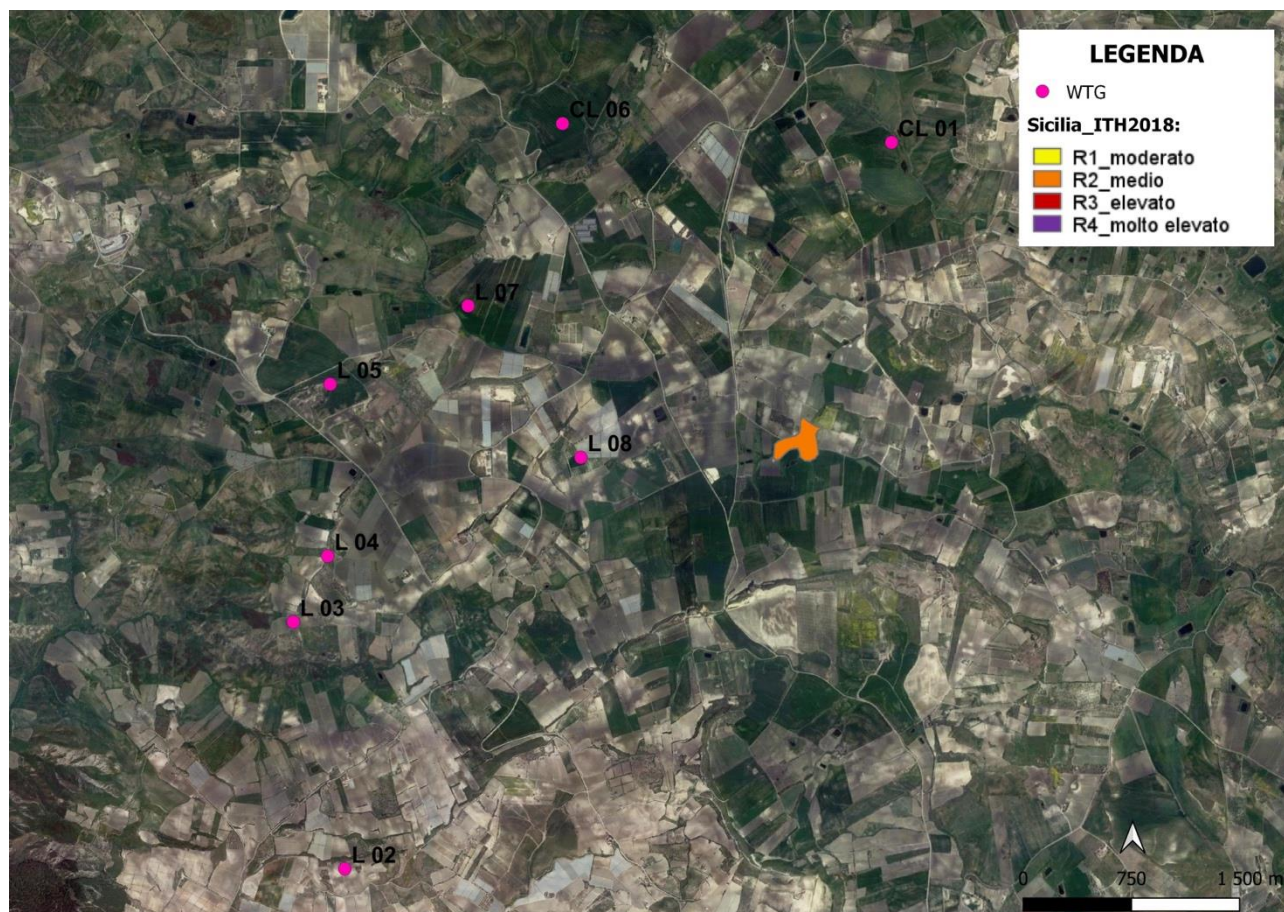 LEGENDA
WTG
Sicilia_ITH2018:
R1_moderato
R2_medio
R3_elevato
R4_molto elevato
CL 06
CL 01
L 07
L 05
L 08
L 04
L 03
L 02
0 750 1 500 m